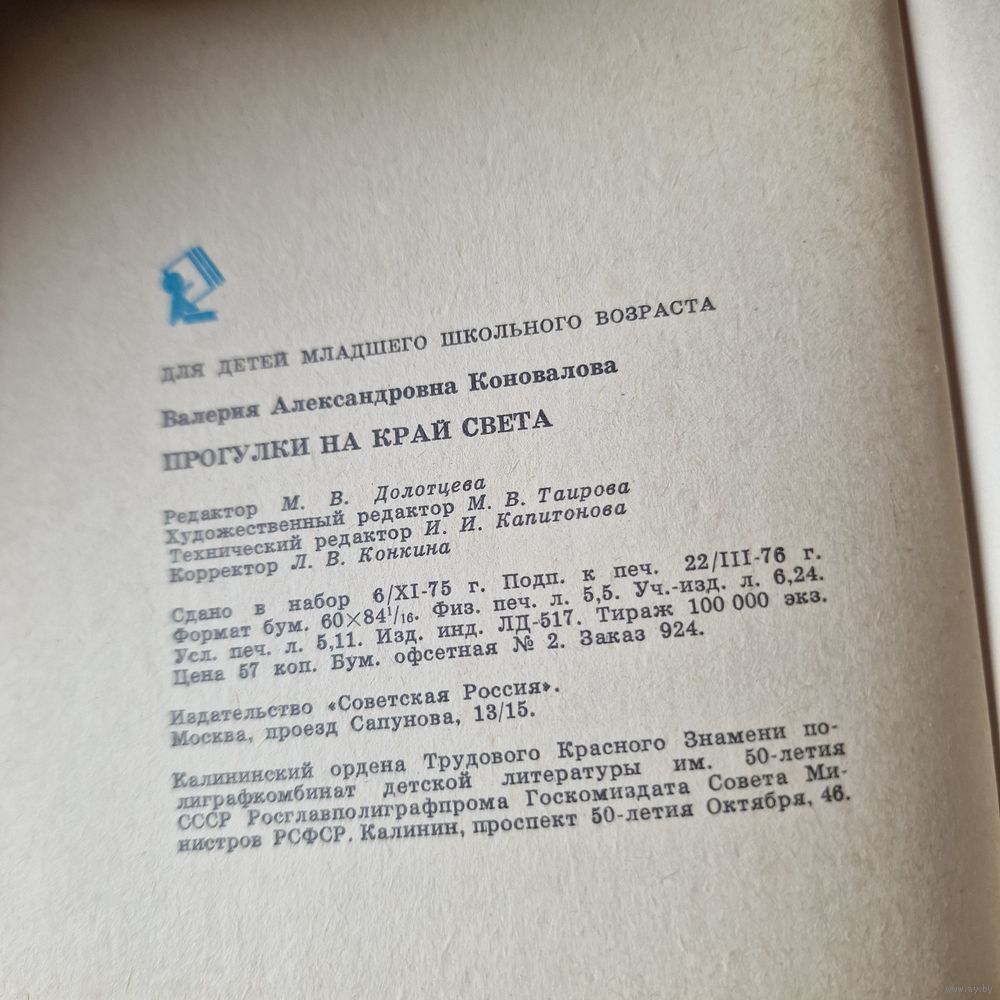 ДЛЯ ДЕТЕЙ МЛАДШЕГО ШКОЛЬНОГО ВОЗРАСТА
Валерия Александровна Коновалова
ПРОГУЛКИ НА КРАЙ СВЕТА
Редактор М. В. Долотцева
Художественный редактор М. В. Таирова
Технический редактор И. И. Капитонова
Корректор Л. В. Конкина
Сдано в набор 6/XI-75 г. Подп. к печ. 22/III-76 г.
Формат бум. 60×84¹/₁₆. Физ. печ. л. 5,5. Уч.-изд. л. 6,24.
Усл. печ. л. 5,11. Изд. инд. ЛД-517. Тираж 100 000 экз.
Цена 57 коп. Бум. офсетная № 2. Заказ 924.
Издательство «Советская Россия».
Москва, проезд Сапунова, 13/15.
Калининский ордена Трудового Красного Знамени по-
лиграфкомбинат детской литературы им. 50-летия
СССР Росглавполиграфпрома Госкомиздата Совета Ми-
нистров РСФСР. Калинин, проспект 50-летия Октября, 46.
www.ay.by